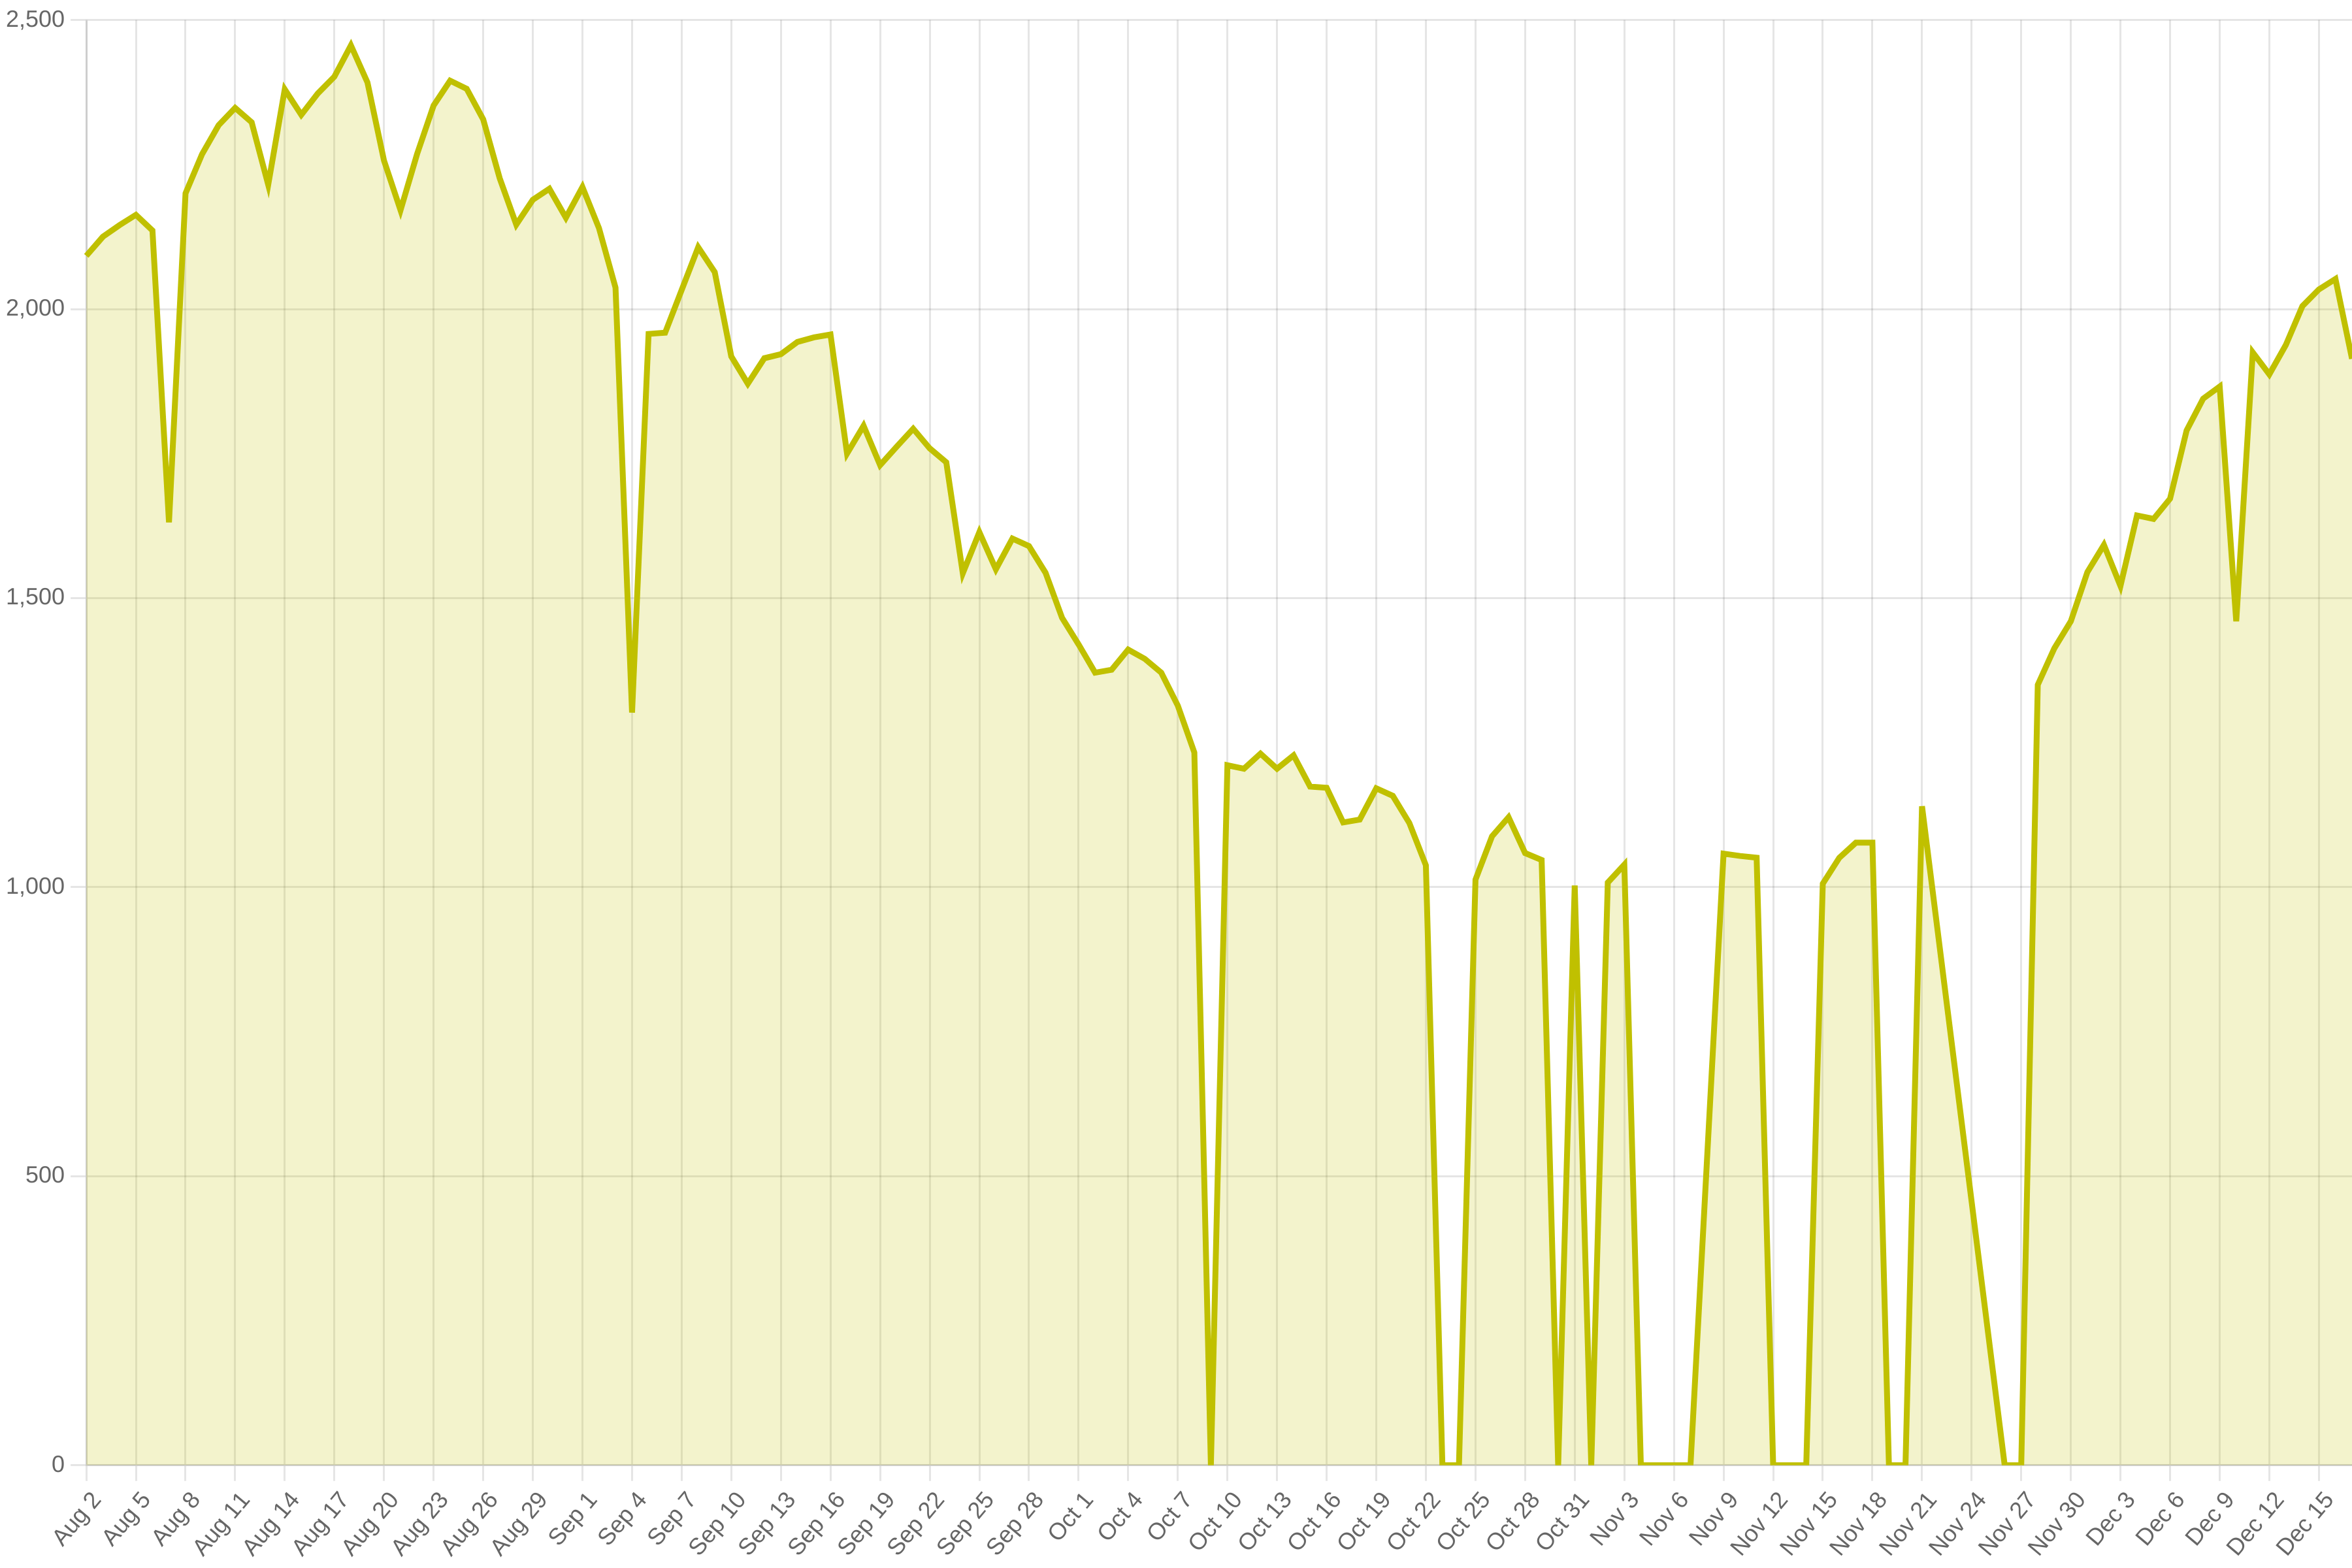 2,500
2,000
1,500
1,000
500
0
Aug 2
Aug 5
Aug 8
Aug 11
Aug 14
Aug 17
Aug 20
Aug 23
Aug 26
Aug 29
Sep 1
Sep 4
Sep 7
Sep 10
Sep 13
Sep 16
Sep 19
Sep 22
Sep 25
Sep 28
Oct 1
Oct 4
Oct 7
Oct 10
Oct 13
Oct 16
Oct 19
Oct 22
Oct 25
Oct 28
Oct 31
Nov 3
Nov 6
Nov 9
Nov 12
Nov 15
Nov 18
Nov 21
Nov 24
Nov 27
Nov 30
Dec 3
Dec 6
Dec 9
Dec 12
Dec 15